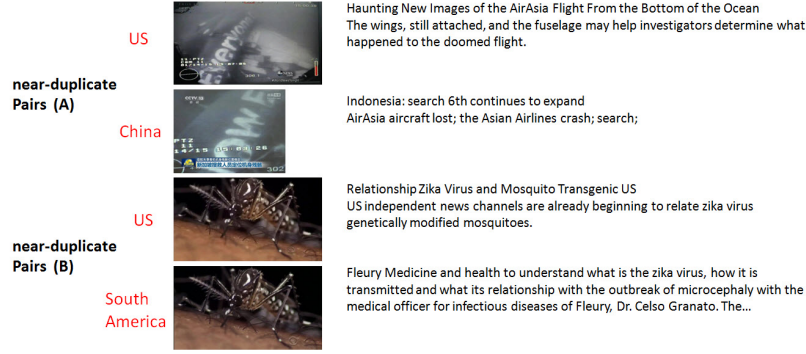 US
Haunting New Images of the AirAsia Flight From the Bottom of the Ocean
The wings, still attached, and the fuselage may help investigators determine what
happened to the doomed flight.
near-duplicate
Pairs (A)
China
CCTV
Indonesia: search 6th continues to expand
AirAsia aircraft lost; the Asian Airlines crash; search;
PTZ
11
302
US
Relationship Zika Virus and Mosquito Transgenic US
US independent news channels are already beginning to relate zika virus
genetically modified mosquitoes.
near-duplicate
Pairs (B)
South
America
Fleury Medicine and health to understand what is the zika virus, how it is
transmitted and what its relationship with the outbreak of microcephaly with the
medical officer for infectious diseases of Fleury, Dr. Celso Granato. The...